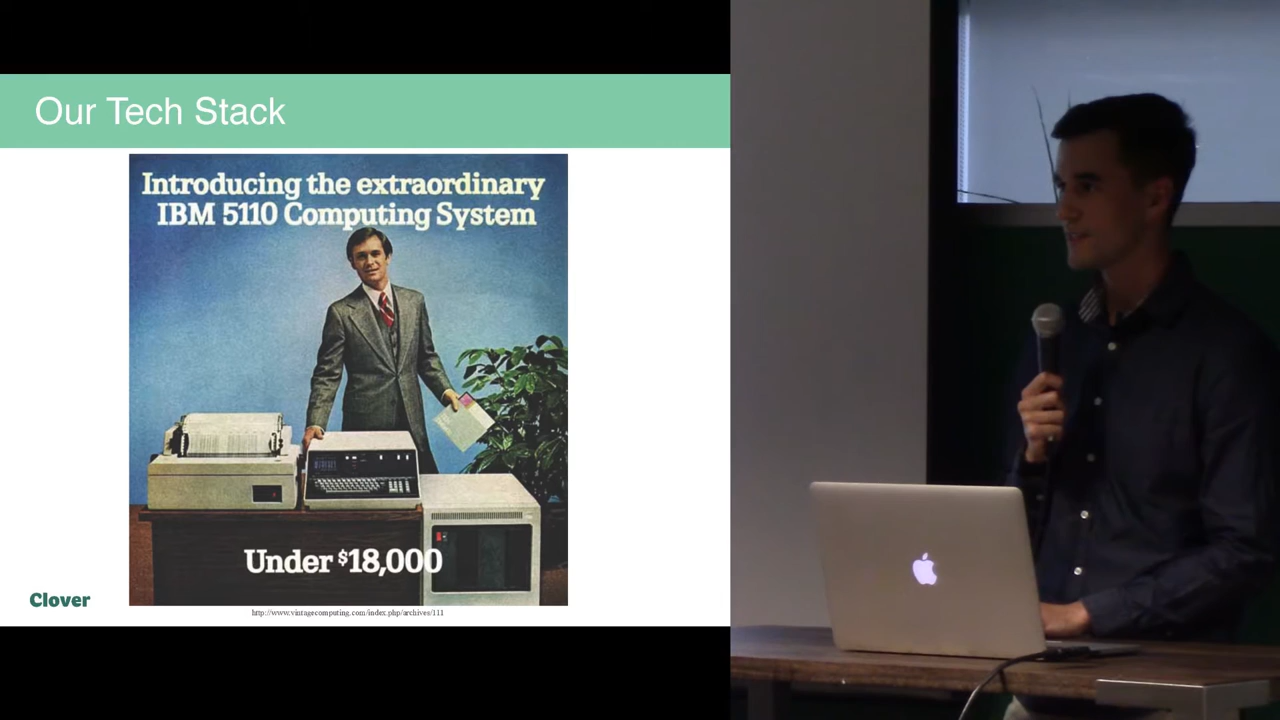 Our Tech Stack
Introducing the extraordinary
IBM 5110 Computing System
Under $18,000
Clover
http://www.vintagecomputing.com/index.php/archives/111